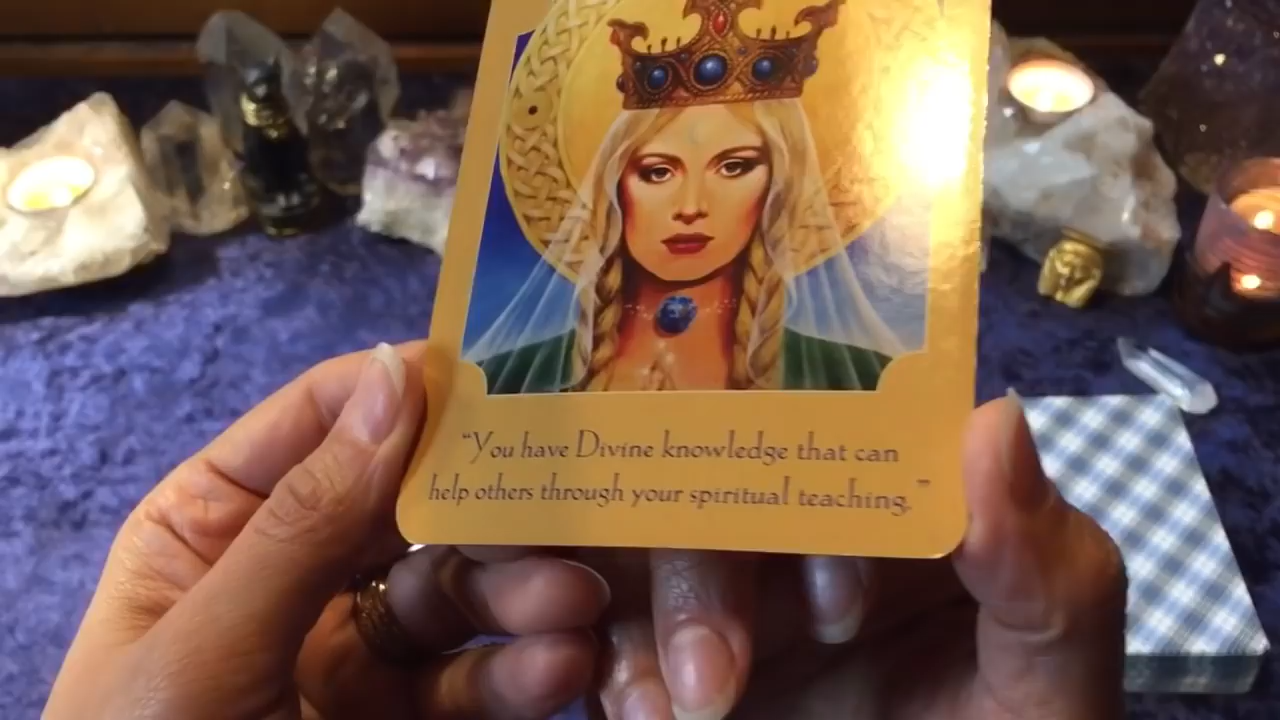 "You have Divine knowledge that can
help others through your spiritual teaching."